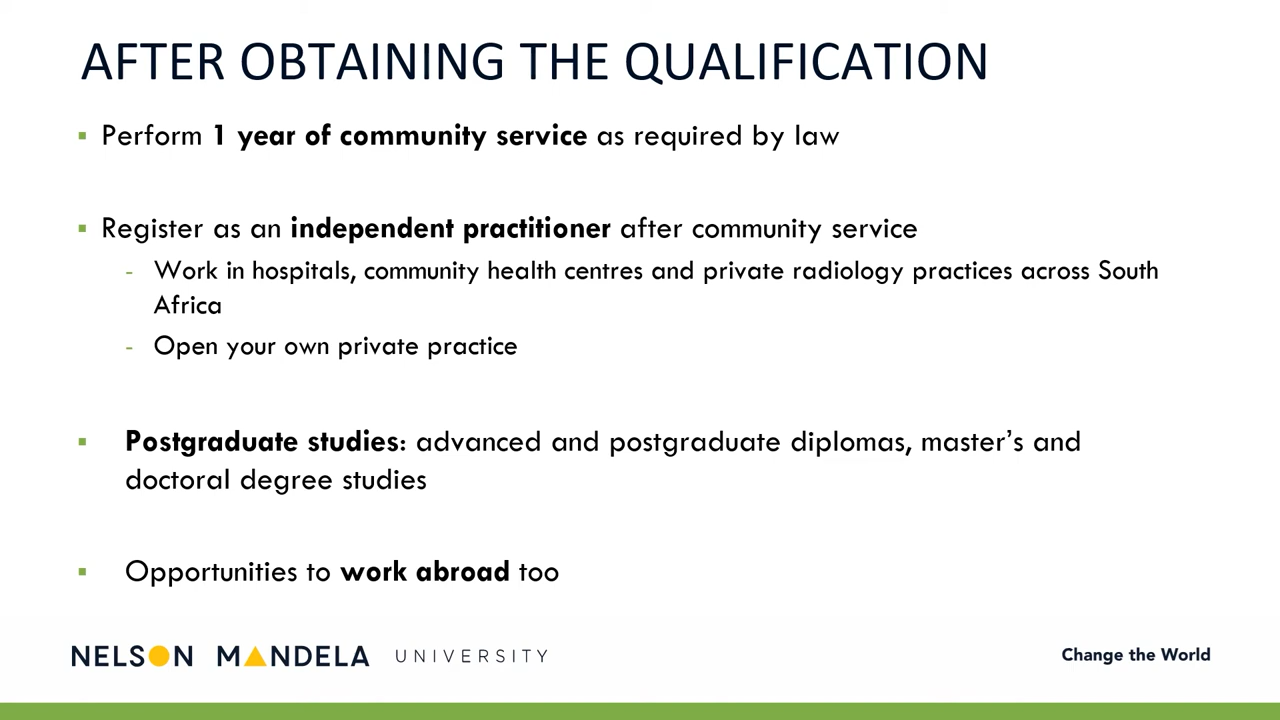 AFTER OBTAINING THE QUALIFICATION
▪ Perform 1 year of community service as required by law
▪ Register as an independent practitioner after community service
- Work in hospitals, community health centres and private radiology practices across South
Africa
- Open your own private practice
▪ Postgraduate studies: advanced and postgraduate diplomas, master’s and
doctoral degree studies
▪ Opportunities to work abroad too
NELSON MANDELA UNIVERSITY
Change the World